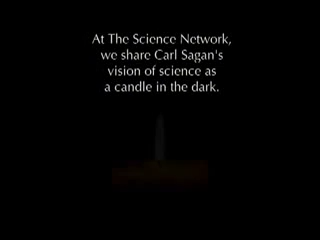 At The Science Network,
we share Carl Sagan's
vision of science as
a candle in the dark.